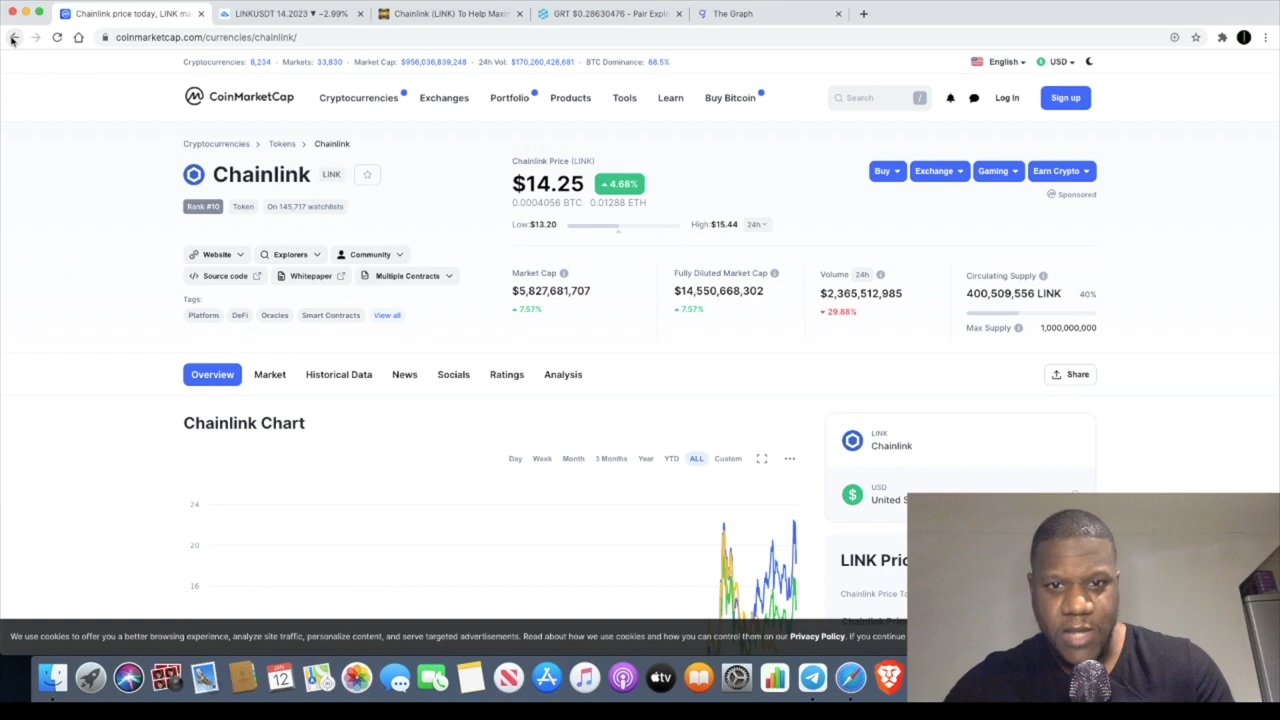 Chainlink price today, LINK ma
LINKUSDT 14.2023 ▼ −2.99%
Chainlink (LINK) To Help Maxim
GRT $0.28630476 - Pair Explo
The Graph
coinmarketcap.com/currencies/chainlink/
Cryptocurrencies: 8,234 Markets: 33,830 Market Cap: $956,036,839,248 24h Vol: $170,260,426,681 BTC Dominance: 68.5%
English
USD
CoinMarketCap
Cryptocurrencies
Exchanges
Portfolio
Products
Tools
Learn
Buy Bitcoin
Search
/
Log In
Sign up
Cryptocurrencies > Tokens > Chainlink
Chainlink LINK
Rank #10
Token
On 145,717 watchlists
Chainlink Price (LINK)
$14.25 4.68%
0.0004056 BTC 0.01288 ETH
Low: $13.20
High: $15.44 24h
Buy
Exchange
Gaming
Earn Crypto
Sponsored
Website
Explorers
Community
Source code
Whitepaper
Multiple Contracts
Tags:
Platform
DeFi
Oracles
Smart Contracts
View all
Market Cap
$5,827,681,707
7.57%
Fully Diluted Market Cap
$14,550,668,302
7.57%
Volume 24h
$2,365,512,985
29.88%
Circulating Supply
400,509,556 LINK 40%
Max Supply 1,000,000,000
Overview
Market
Historical Data
News
Socials
Ratings
Analysis
Share
Chainlink Chart
Day
Week
Month
3 Months
Year
YTD
ALL
Custom
24
20
16
LINK
Chainlink
USD
United S
LINK Pric
Chainlink Price To
We use cookies to offer you a better browsing experience, analyze site traffic, personalize content, and serve targeted advertisements. Read about how we use cookies and how you can control them on our Privacy Policy. If you continue
JAN
12
tv